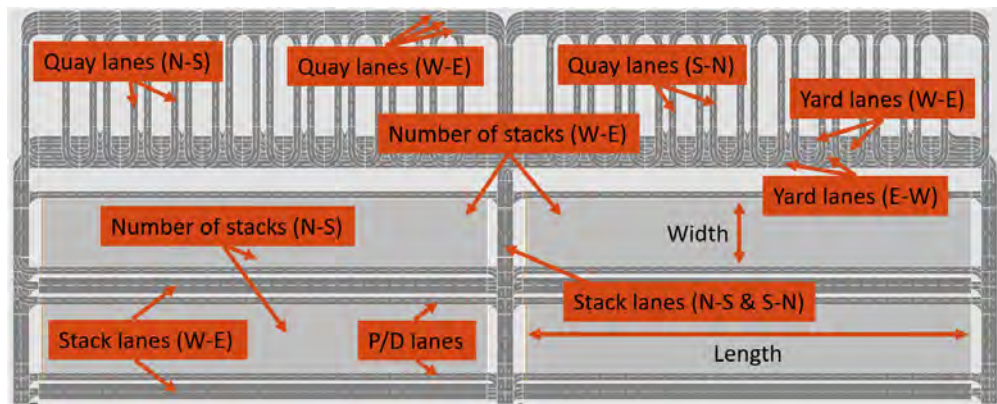 Quay lanes (N-S)
Quay lanes (W-E)
Quay lanes (S-N)
Yard lanes (W-E)
Number of stacks (W-E)
Yard lanes (E-W)
Number of stacks (N-S)
Width
Stack lanes (N-S & S-N)
Stack lanes (W-E)
P/D lanes
Length